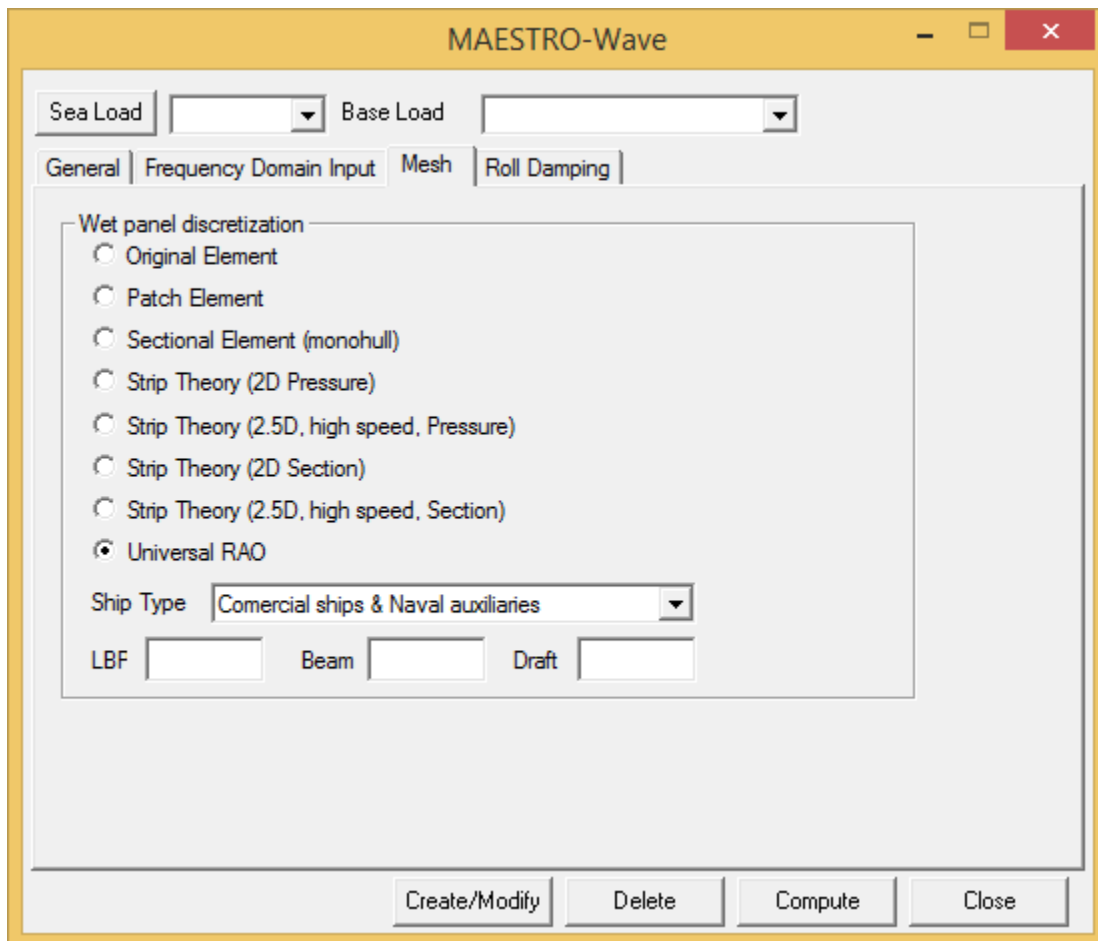 MAESTRO-Wave
Sea Load Base Load
General Frequency Domain Input Mesh Roll Damping
Wet panel discretization
Original Element
Patch Element
Sectional Element (monohull)
Strip Theory (2D Pressure)
Strip Theory (2.5D, high speed, Pressure)
Strip Theory (2D Section)
Strip Theory (2.5D, high speed, Section)
Universal RAO
Ship Type Comercial ships & Naval auxiliaries
LBF Beam Draft
Create/Modify Delete Compute Close